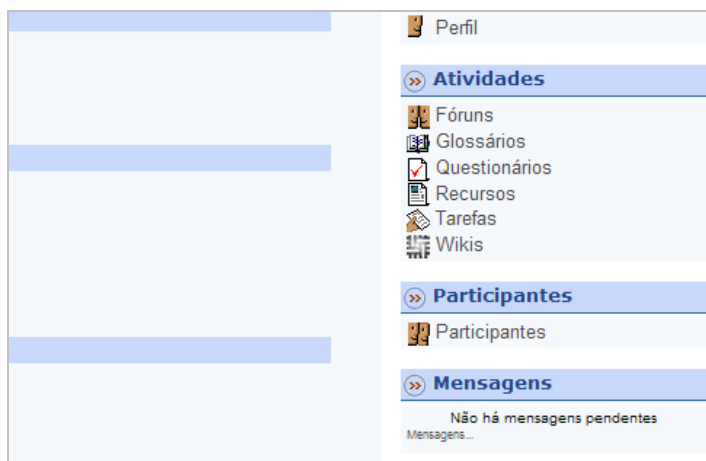 Perfil
Atividades
Fóruns
Glossários
Questionários
Recursos
Tarefas
Wikis
Participantes
Participantes
Mensagens
Não há mensagens pendentes
Mensagens...